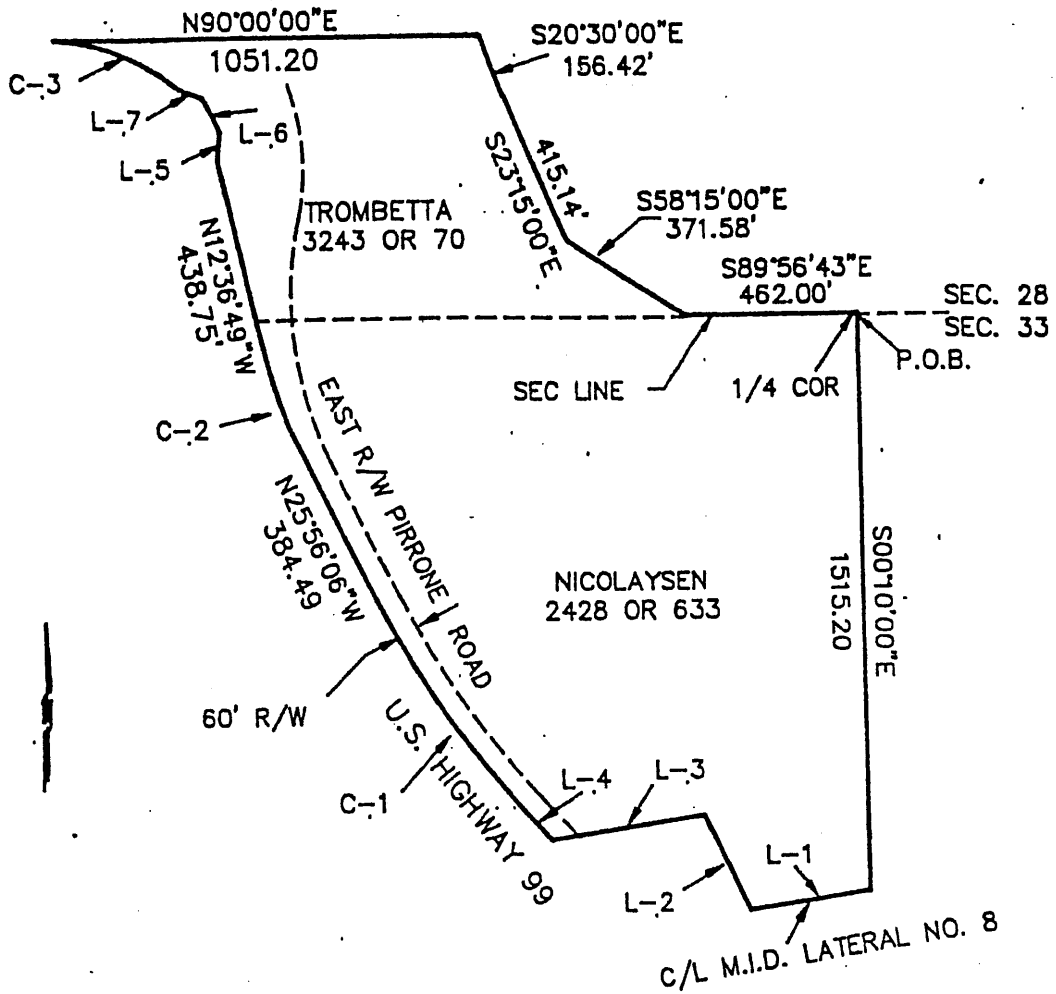 N90°00'00"E
1051.20
S20°30'00"E
156.42'
C-3
L-7
L-6
L-5
415.14'
S23°15'00"E
TROMBETTA
3243 OR 70
S58°15'00"E
371.58'
N12°36'49"W
438.75'
S89°56'43"E
462.00'
SEC. 28
SEC. 33
P.O.B.
SEC LINE
1/4 COR
C-2
EAST R/W PIRRONE ROAD
N25°56'06"W
384.49
NICOLAYSEN
2428 OR 633
S00°10'00"E
1515.20
60' R/W
U.S. HIGHWAY 99
C-1
L-4
L-3
L-1
L-2
C/L M.I.D. LATERAL NO. 8